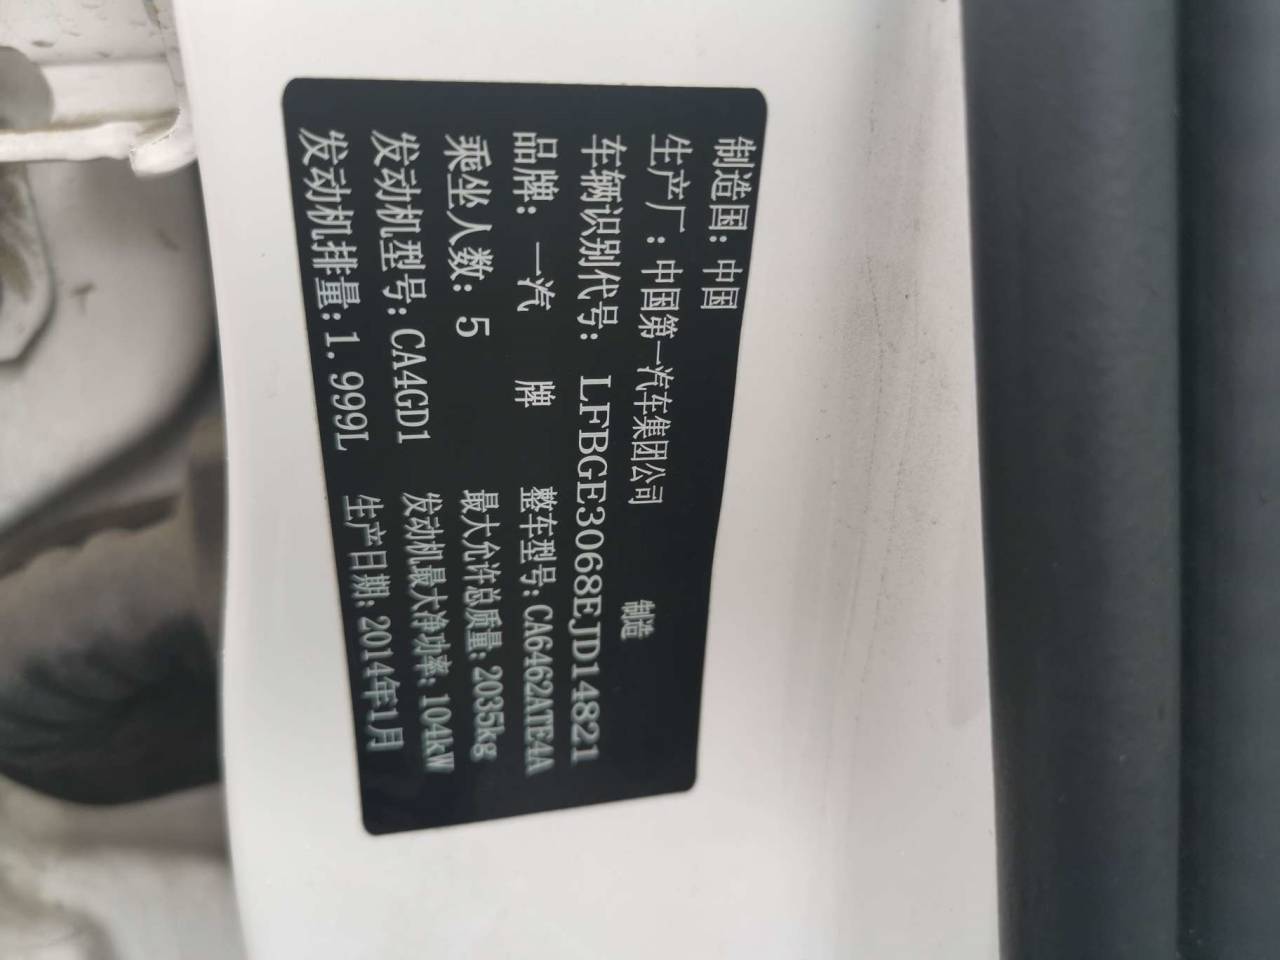 制造国：中国
生产厂：中国第一汽车集团公司 制造
车辆识别代号：LFBGE3068EJD14821
品牌：一汽 牌 整车型号：CA6462ATE4A
乘坐人数：5 最大允许总质量：2035kg
发动机型号：CA4GD1 发动机最大净功率：104kW
发动机排量：1.999L 生产日期：2014年1月